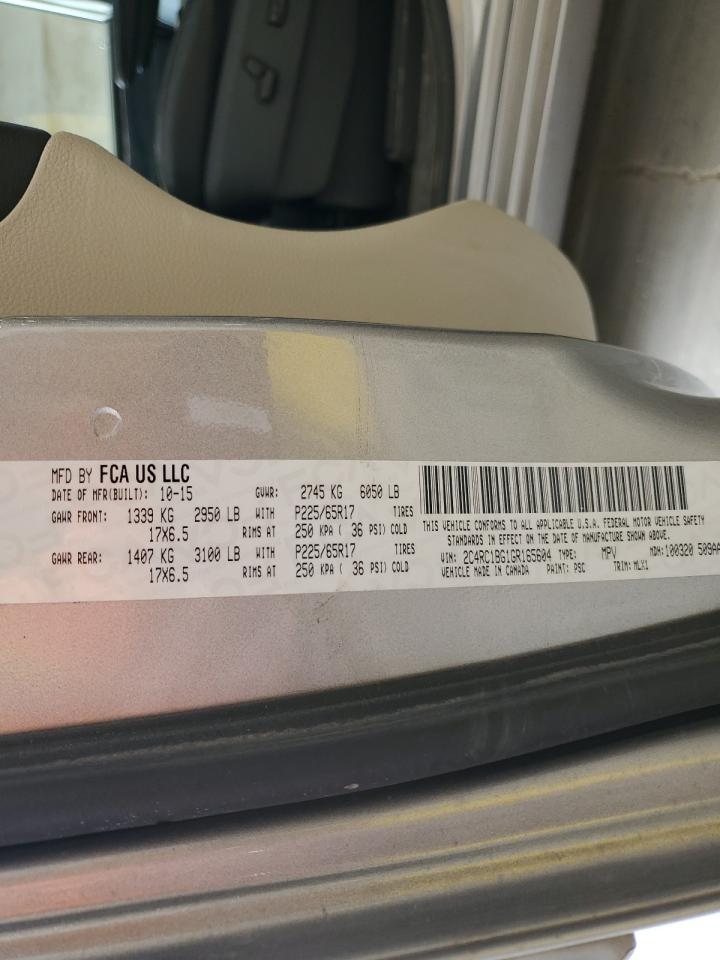 MFD BY FCA US LLC
DATE OF MFR(BUILT): 10-15 GVWR: 2745 KG 6050 LB
GAWR FRONT: 1339 KG 2950 LB WITH P225/65R17 TIRES
17X6.5 RIMS AT 250 KPA ( 36 PSI) COLD
GAWR REAR: 1407 KG 3100 LB WITH P225/65R17 TIRES
17X6.5 RIMS AT 250 KPA ( 36 PSI) COLD
THIS VEHICLE CONFORMS TO ALL APPLICABLE U.S.A. FEDERAL MOTOR VEHICLE SAFETY
STANDARDS IN EFFECT ON THE DATE OF MANUFACTURE SHOWN ABOVE.
VIN: 2C4RC1BG1GR165604 TYPE: MPV MDH: 100320 509AA
VEHICLE MADE IN CANADA PAINT: PSC TRIM: MLX1